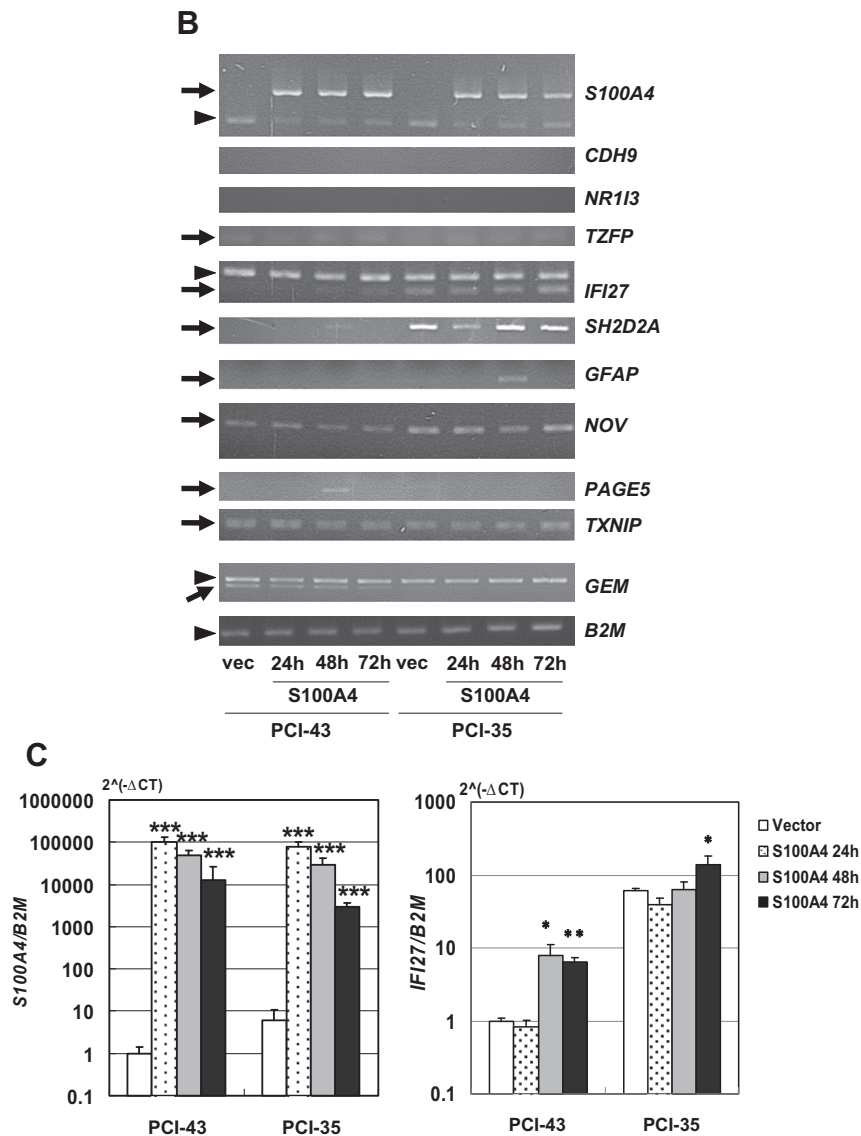 B
S100A4
CDH9
NR1I3
TZFP
IFI27
SH2D2A
GFAP
NOV
PAGE5
TXNIP
GEM
B2M
vec 24h 48h 72h vec 24h 48h 72h
S100A4 S100A4
PCI-43 PCI-35
C
2^(-ΔCT)
1000000
100000
10000
1000
100
10
1
0.1
S100A4/B2M
*** *** *** *** *** ***
PCI-43 PCI-35
2^(-ΔCT)
1000
100
10
1
0.1
IFI27/B2M
* ** *
PCI-43 PCI-35
Vector
S100A4 24h
S100A4 48h
S100A4 72h